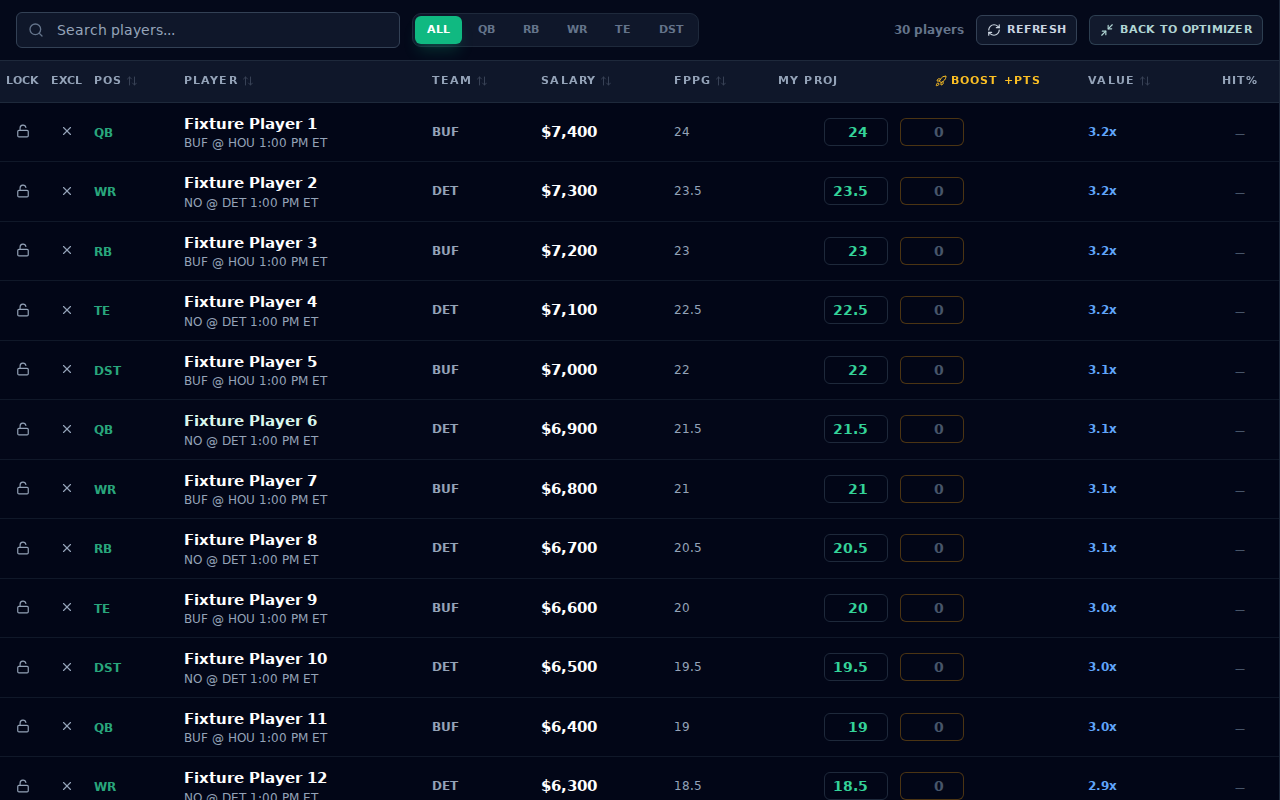 Search players... ALL QB RB WR TE DST 30 players REFRESH BACK TO OPTIMIZER
LOCK EXCL POS PLAYER TEAM SALARY FPPG MY PROJ BOOST +PTS VALUE HIT%
QB Fixture Player 1 BUF $7,400 24 24 0 3.2x —
BUF @ HOU 1:00 PM ET
WR Fixture Player 2 DET $7,300 23.5 23.5 0 3.2x —
NO @ DET 1:00 PM ET
RB Fixture Player 3 BUF $7,200 23 23 0 3.2x —
BUF @ HOU 1:00 PM ET
TE Fixture Player 4 DET $7,100 22.5 22.5 0 3.2x —
NO @ DET 1:00 PM ET
DST Fixture Player 5 BUF $7,000 22 22 0 3.1x —
BUF @ HOU 1:00 PM ET
QB Fixture Player 6 DET $6,900 21.5 21.5 0 3.1x —
NO @ DET 1:00 PM ET
WR Fixture Player 7 BUF $6,800 21 21 0 3.1x —
BUF @ HOU 1:00 PM ET
RB Fixture Player 8 DET $6,700 20.5 20.5 0 3.1x —
NO @ DET 1:00 PM ET
TE Fixture Player 9 BUF $6,600 20 20 0 3.0x —
BUF @ HOU 1:00 PM ET
DST Fixture Player 10 DET $6,500 19.5 19.5 0 3.0x —
NO @ DET 1:00 PM ET
QB Fixture Player 11 BUF $6,400 19 19 0 3.0x —
BUF @ HOU 1:00 PM ET
WR Fixture Player 12 DET $6,300 18.5 18.5 0 2.9x —
NO @ DET 1:00 PM ET